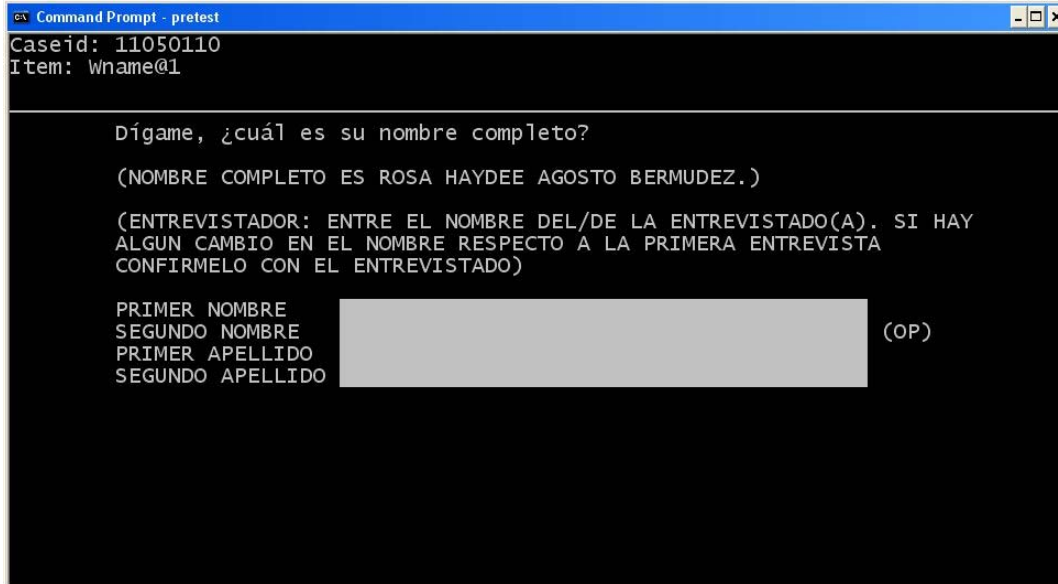 Command Prompt - pretest
Caseid: 11050110
Item: Wname@1
Dígame, ¿cuál es su nombre completo?
(NOMBRE COMPLETO ES ROSA HAYDEE AGOSTO BERMUDEZ.)
(ENTREVISTADOR: ENTRE EL NOMBRE DEL/DE LA ENTREVISTADO(A). SI HAY
ALGUN CAMBIO EN EL NOMBRE RESPECTO A LA PRIMERA ENTREVISTA
CONFIRMELO CON EL ENTREVISTADO)
PRIMER NOMBRE
SEGUNDO NOMBRE (OP)
PRIMER APELLIDO
SEGUNDO APELLIDO